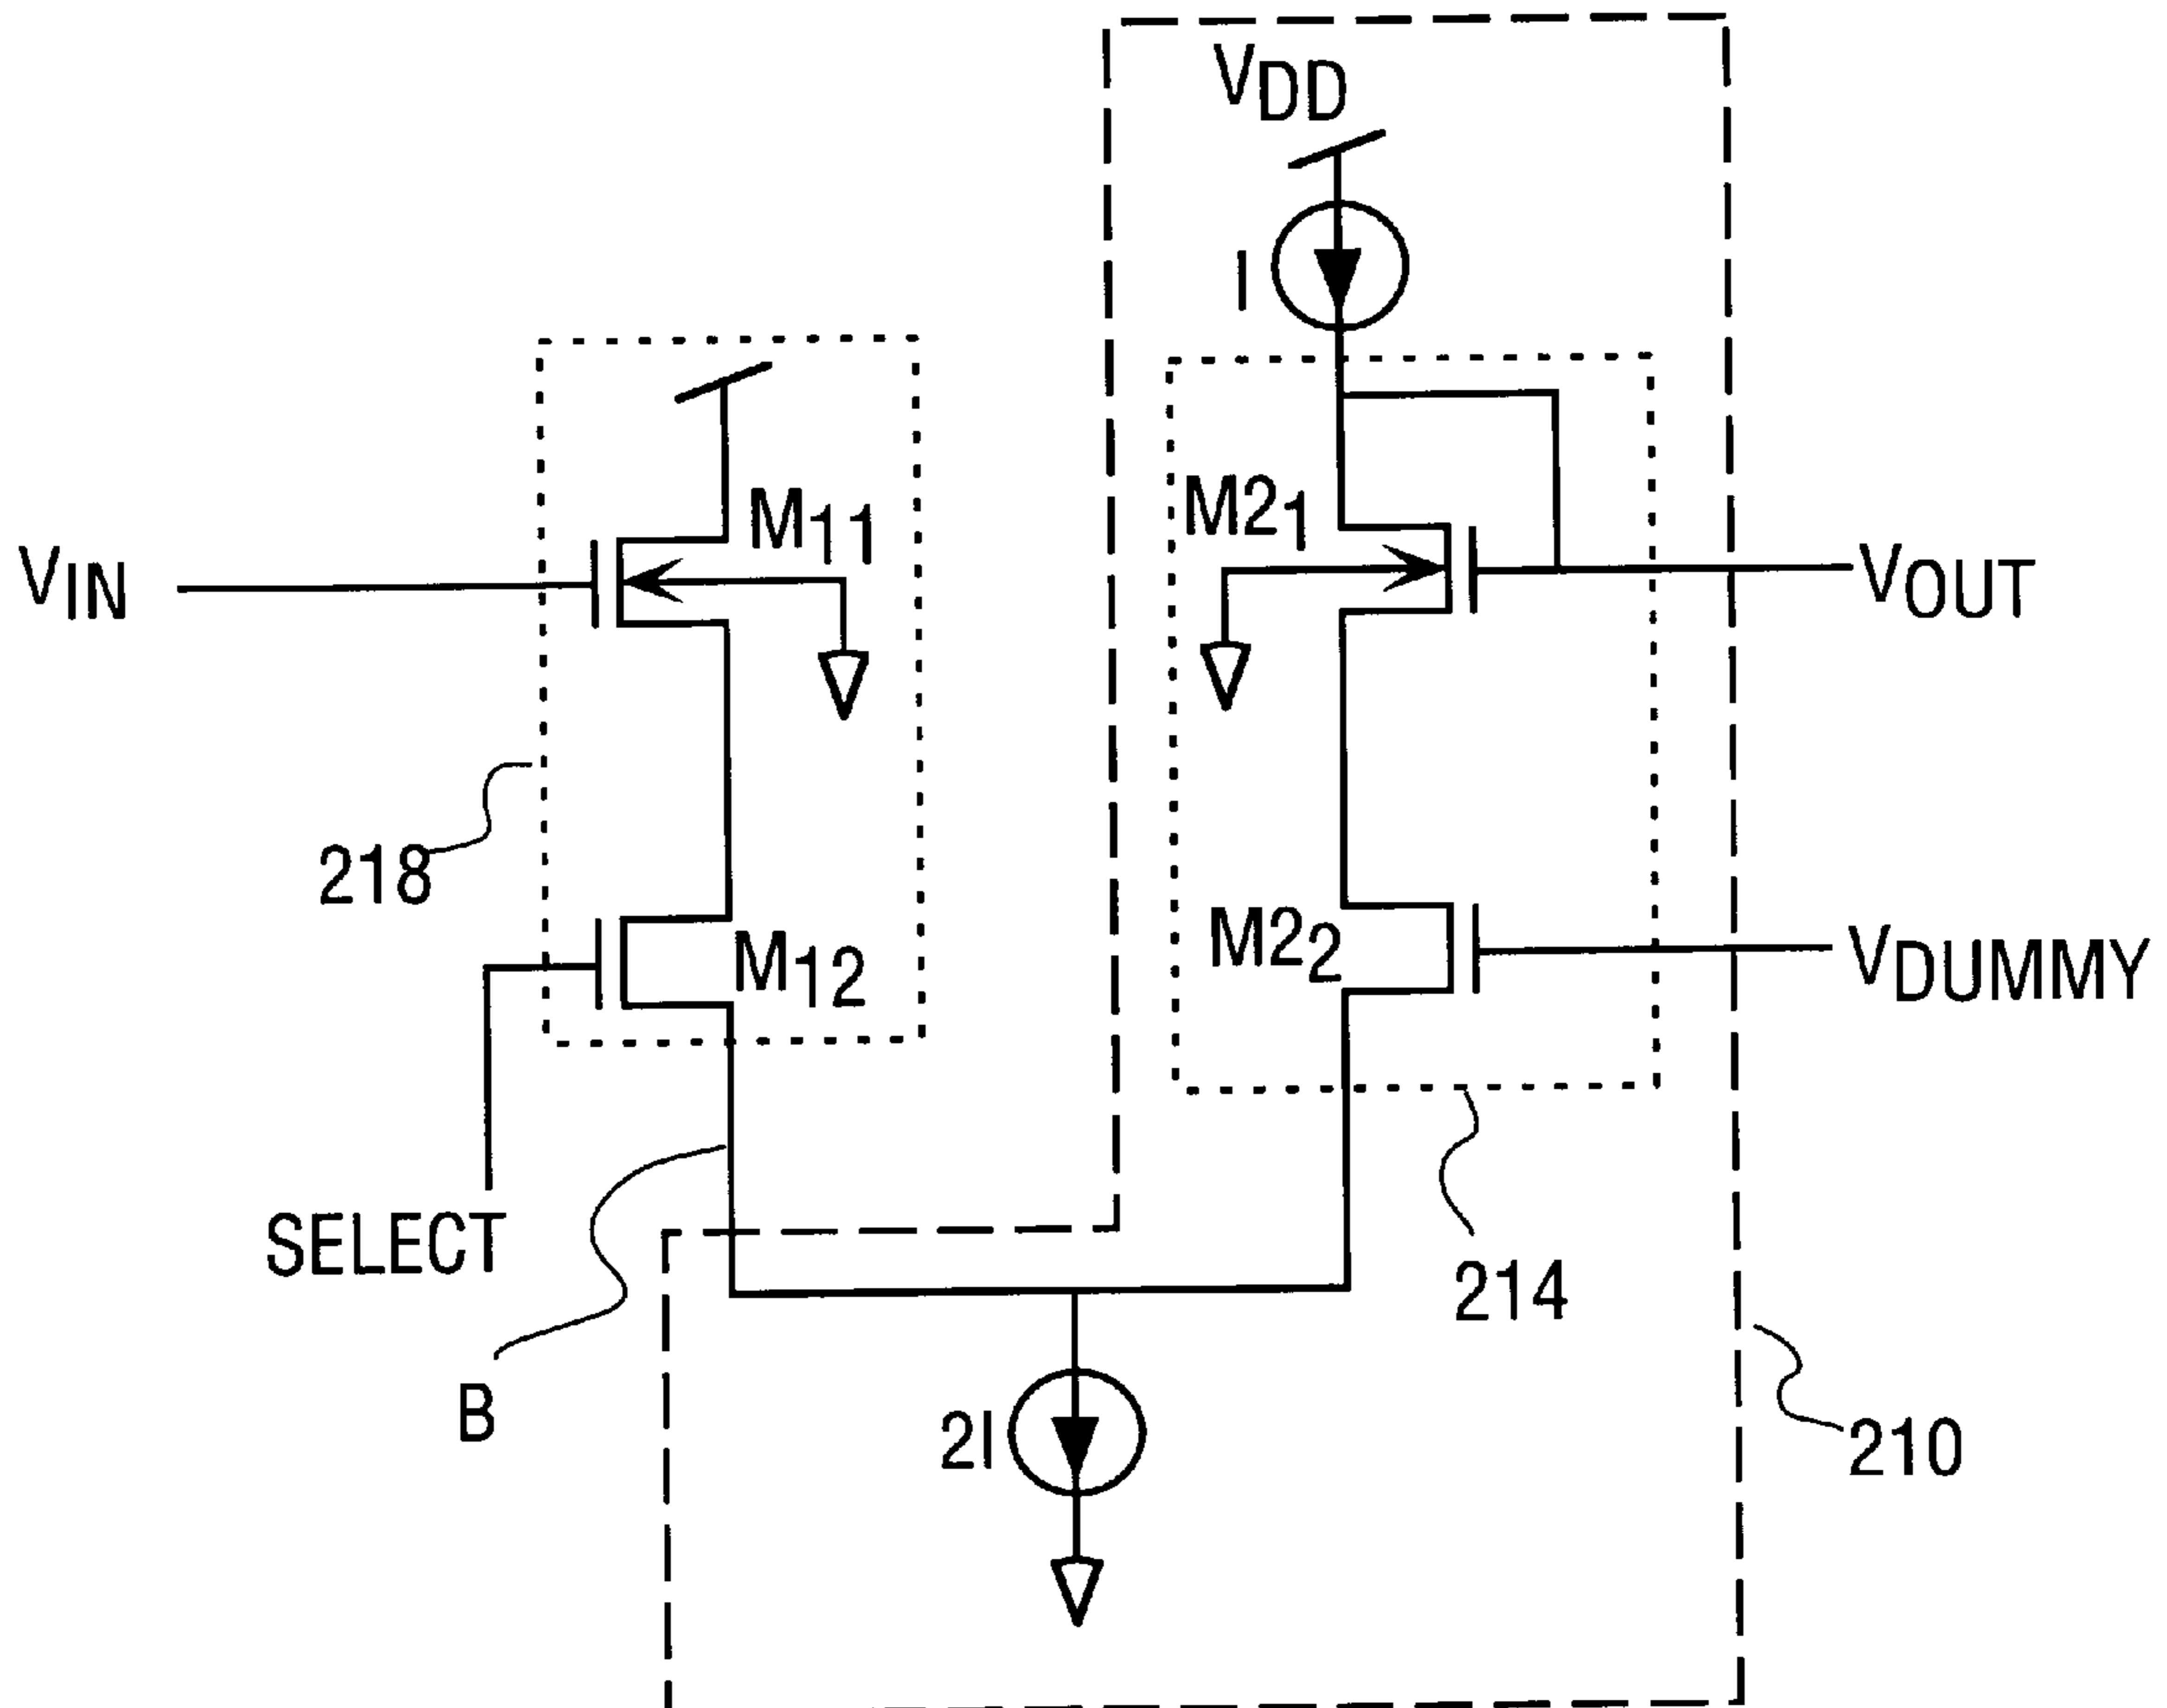 VDD
I
M11
M21
VIN
VOUT
218
M12
M22
VDUMMY
SELECT
214
B
2I
210